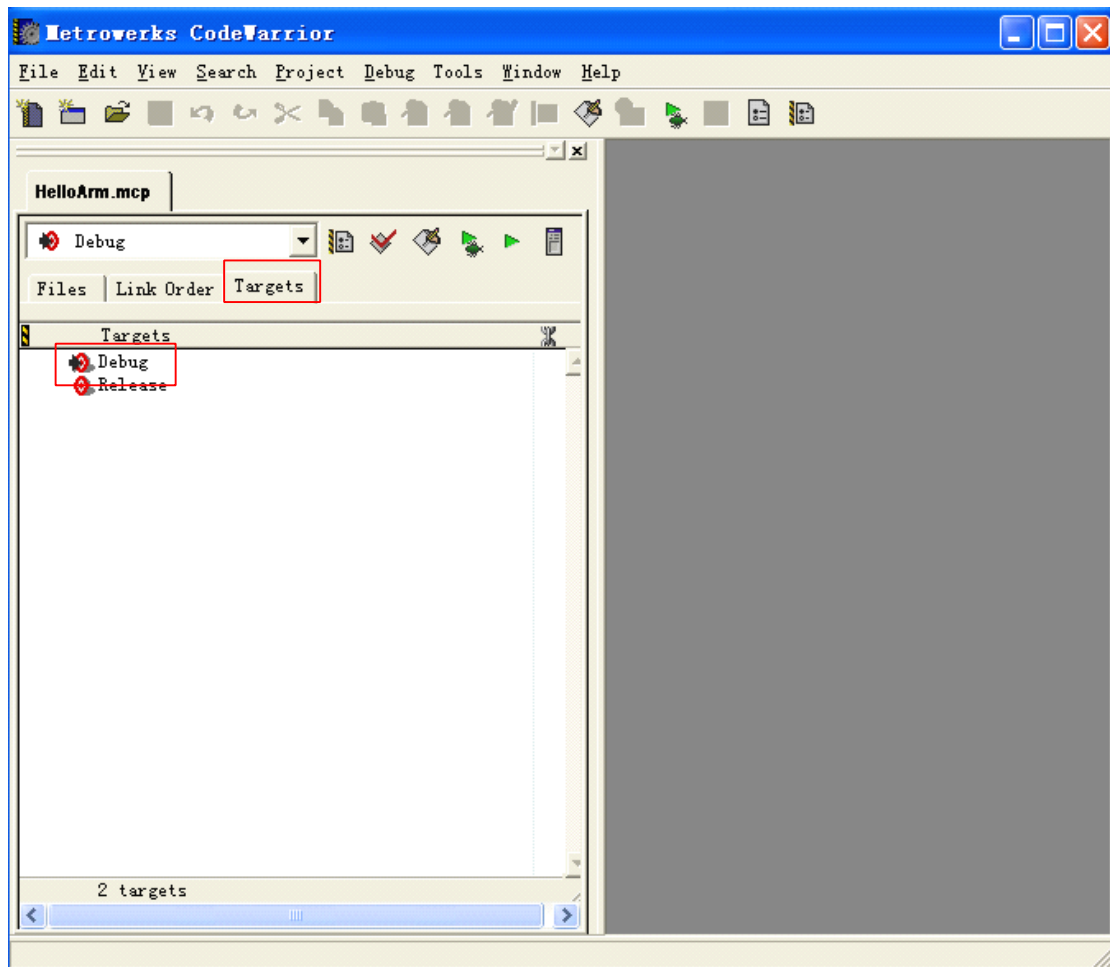 Metrowerks CodeWarrior
File Edit View Search Project Debug Tools Window Help
HelloArm.mcp
Debug
Files Link Order Targets
Targets
Debug
Release
2 targets